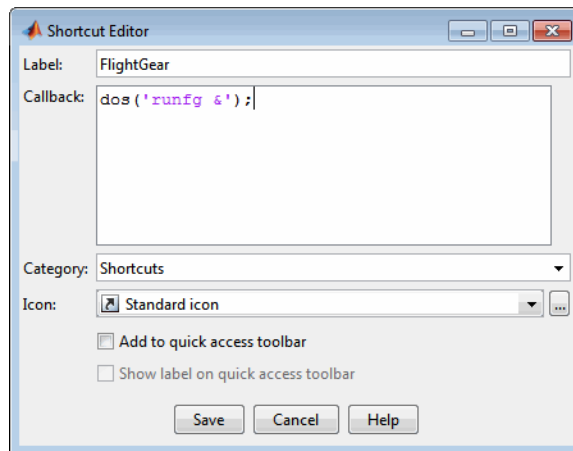 Shortcut Editor
Label: FlightGear
Callback: dos('runfg &');
Category: Shortcuts
Icon: Standard icon ...
Add to quick access toolbar
Show label on quick access toolbar
Save Cancel Help